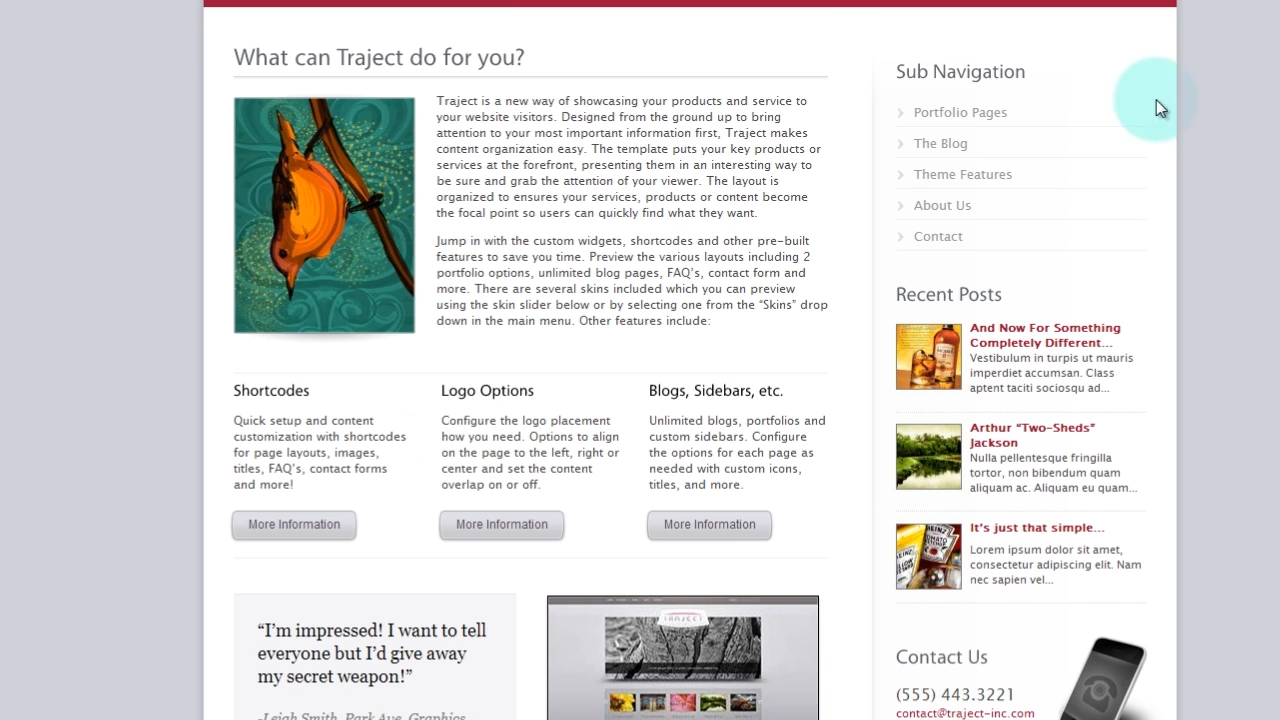 What can Traject do for you?
Traject is a new way of showcasing your products and service to
your website visitors. Designed from the ground up to bring
attention to your most important information first, Traject makes
content organization easy. The template puts your key products or
services at the forefront, presenting them in an interesting way to
be sure and grab the attention of your viewer. The layout is
organized to ensures your services, products or content become
the focal point so users can quickly find what they want.
Jump in with the custom widgets, shortcodes and other pre-built
features to save you time. Preview the various layouts including 2
portfolio options, unlimited blog pages, FAQ's, contact form and
more. There are several skins included which you can preview
using the skin slider below or by selecting one from the “Skins” drop
down in the main menu. Other features include:
Shortcodes
Quick setup and content
customization with shortcodes
for page layouts, images,
titles, FAQ's, contact forms
and more!
More Information
Logo Options
Configure the logo placement
how you need. Options to align
on the page to the left, right or
center and set the content
overlap on or off.
More Information
Blogs, Sidebars, etc.
Unlimited blogs, portfolios and
custom sidebars. Configure
the options for each page as
needed with custom icons,
titles, and more.
More Information
“I’m impressed! I want to tell
everyone but I’d give away
my secret weapon!”
-Leigh Smith, Park Ave. Graphics
TRAJECT
Sub Navigation
Portfolio Pages
The Blog
Theme Features
About Us
Contact
Recent Posts
And Now For Something
Completely Different...
Vestibulum in turpis ut mauris
imperdiet accumsan. Class
aptent taciti sociosqu ad...
Arthur “Two-Sheds”
Jackson
Nulla pellentesque fringilla
tortor, non bibendum quam
aliquam ac. Aliquam eu quam...
It’s just that simple...
Lorem ipsum dolor sit amet,
consectetur adipiscing elit. Nam
nec sapien vel...
HEINZ
TOMATO
Contact Us
(555) 443.3221
contact@traject-inc.com